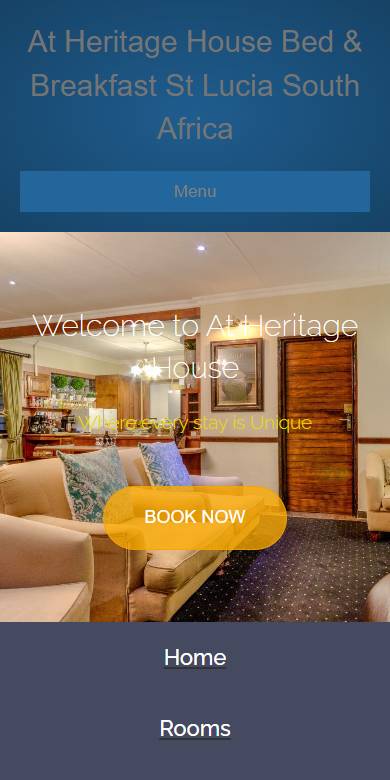 At Heritage House Bed &
Breakfast St Lucia South
Africa
Menu
Welcome to At Heritage
House
Where every stay is Unique
BOOK NOW
Home
Rooms